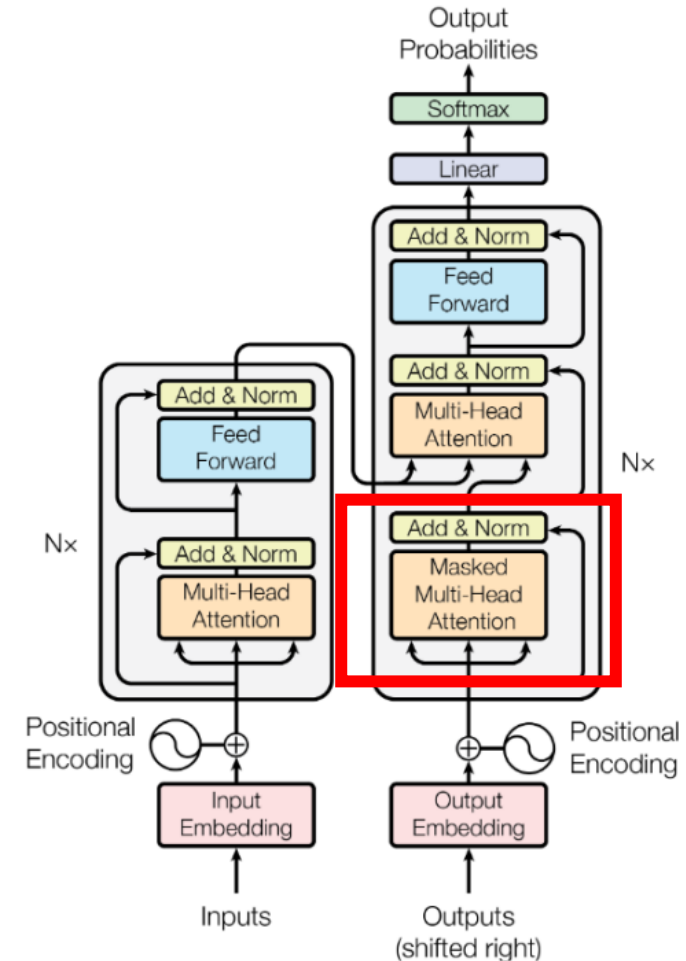 Output
Probabilities
Softmax
Linear
Add & Norm
Feed
Forward
Add & Norm
Multi-Head
Attention
Nx
Add & Norm
Masked
Multi-Head
Attention
Add & Norm
Feed
Forward
Nx
Add & Norm
Multi-Head
Attention
Positional
Encoding
Positional
Encoding
Input
Embedding
Output
Embedding
Inputs
Outputs
(shifted right)